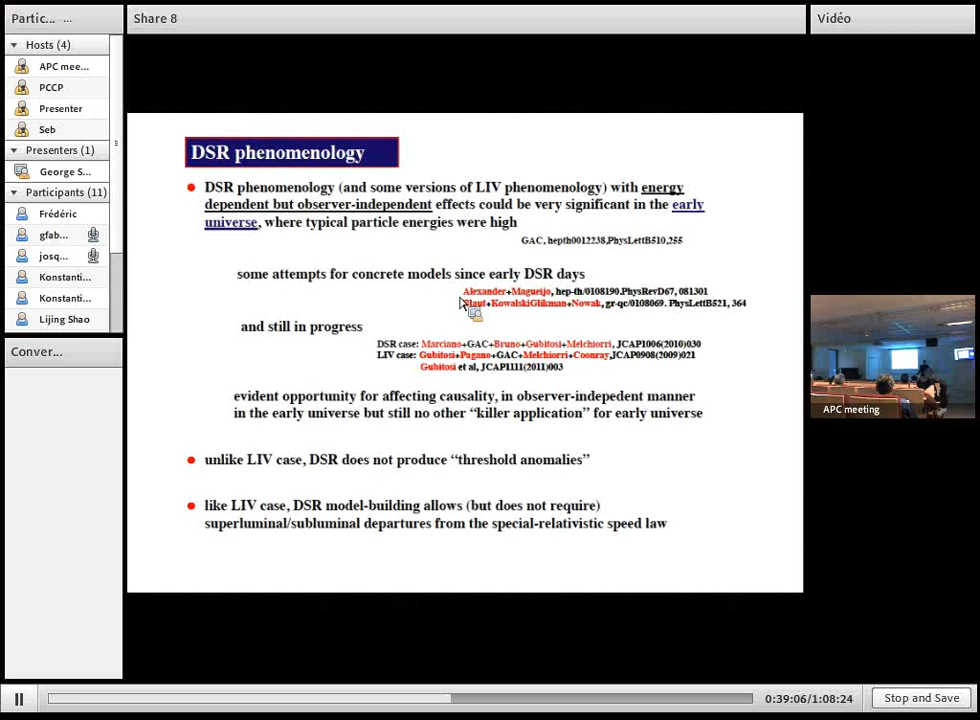 Partic... ...
Share 8
Vidéo
Hosts (4)
APC mee...
PCCP
Presenter
Seb
Presenters (1)
George S...
Participants (11)
Frédéric
gfab...
josq...
Konstanti...
Konstanti...
Lijing Shao
Conver...
DSR phenomenology
DSR phenomenology (and some versions of LIV phenomenology) with energy
dependent but observer-independent effects could be very significant in the early
universe, where typical particle energies were high
GAC, hepth0012238,PhysLettB510,255
some attempts for concrete models since early DSR days
Alexander+Magueijo, hep-th/0108190.PhysRevD67, 081301
+KowalskiGlikman+Nowak, gr-qc/0108069. PhysLettB521, 364
and still in progress
DSR case: Marciano+GAC+Bruno+Gubitosi+Melchiorri, JCAP1006(2010)030
LIV case: Gubitosi+Pagano+GAC+Melchiorri+Cooray,JCAP0908(2009)021
Gubitosi et al, JCAP1111(2011)003
evident opportunity for affecting causality, in observer-indepedent manner
in the early universe but still no other “killer application” for early universe
unlike LIV case, DSR does not produce “threshold anomalies”
like LIV case, DSR model-building allows (but does not require)
superluminal/subluminal departures from the special-relativistic speed law
APC meeting
0:39:06/1:08:24
Stop and Save